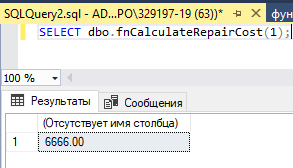 SQLQuery2.sql - AD...PO\329197-19 (63))* фун
SELECT dbo.fnCalculateRepairCost(1);
100 %
Результаты Сообщения
(Отсутствует имя столбца)
1 6666.00